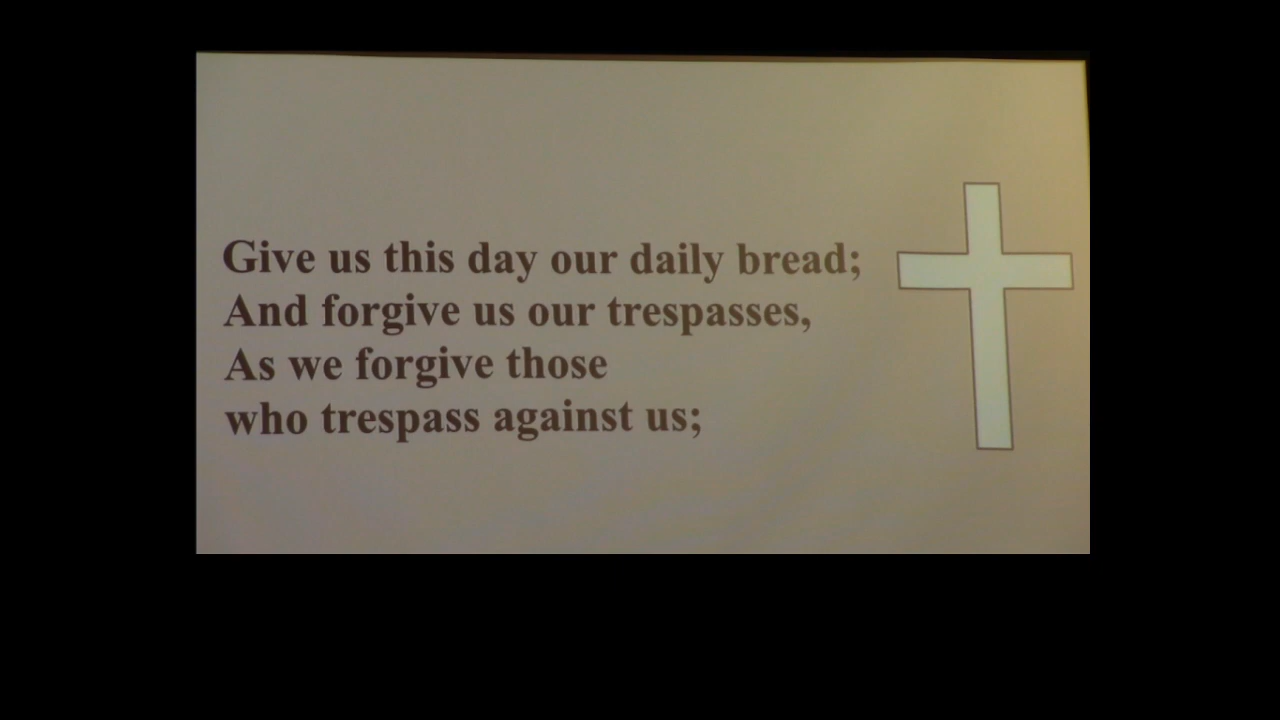 Give us this day our daily bread;
And forgive us our trespasses,
As we forgive those
who trespass against us;